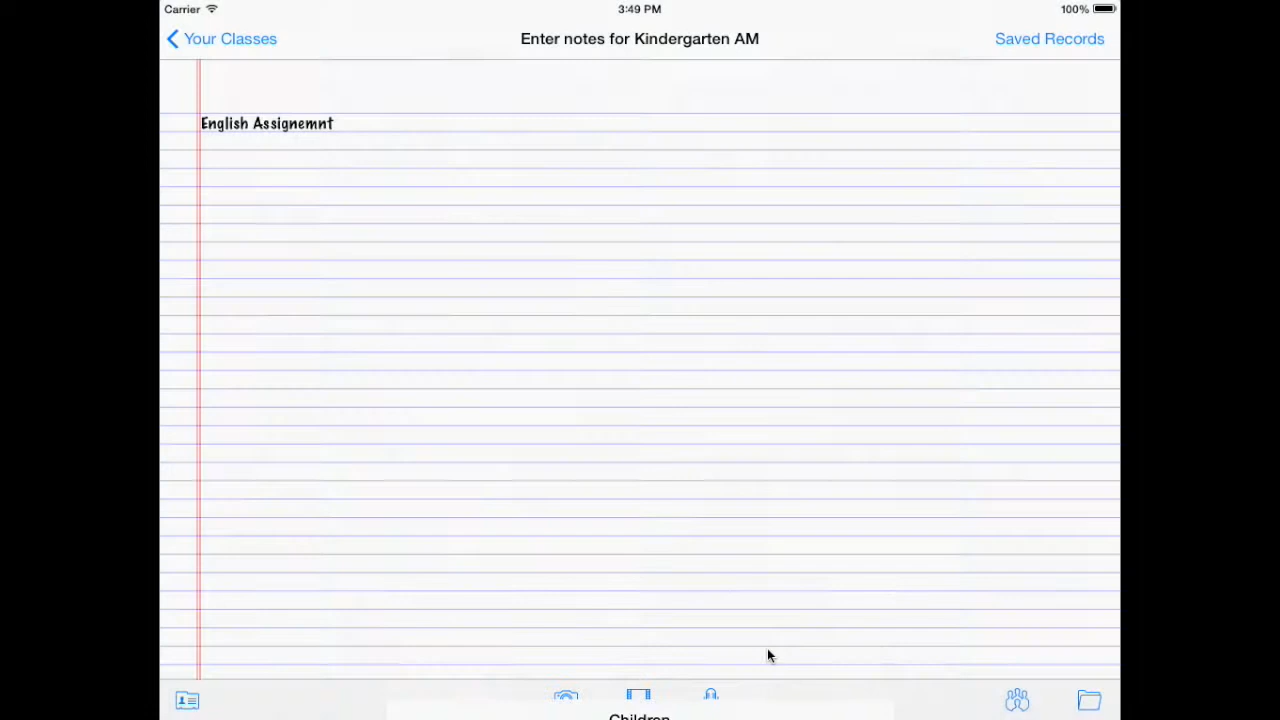 Carrier 3:49 PM 100%
Your Classes Enter notes for Kindergarten AM Saved Records
English Assignemnt
Children